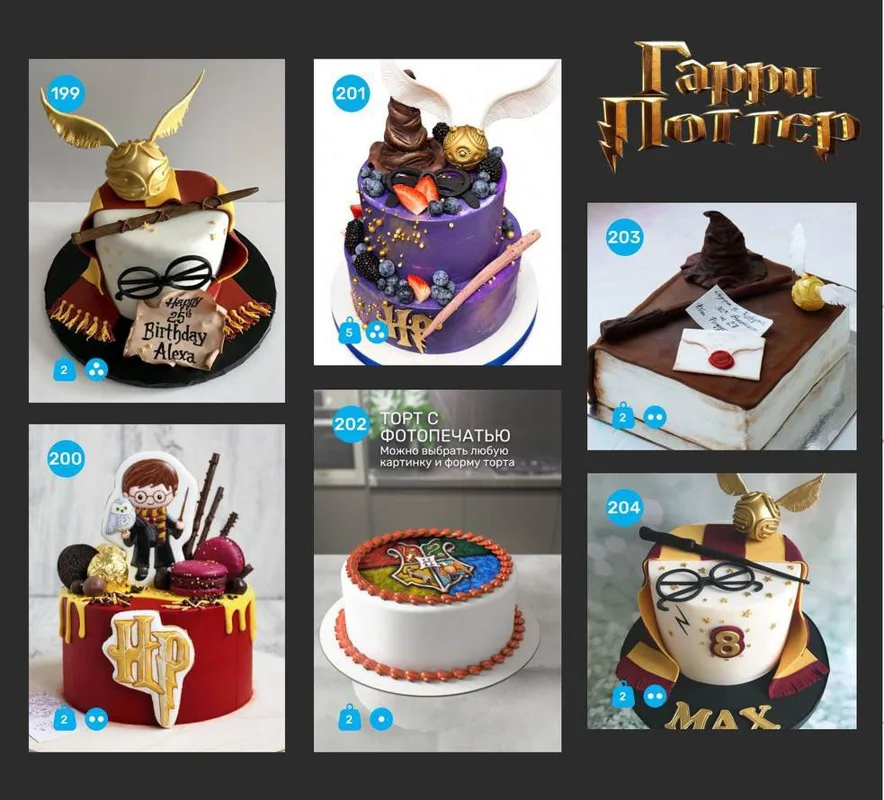 Гарри
Поттер
199
Happy
25th
Birthday
Alexa
2
200
HP
2
201
HP
5
202
ТОРТ С
ФОТОПЕЧАТЬЮ
Можно выбрать любую
картинку и форму торта
2
203
2
204
8
2
MAX